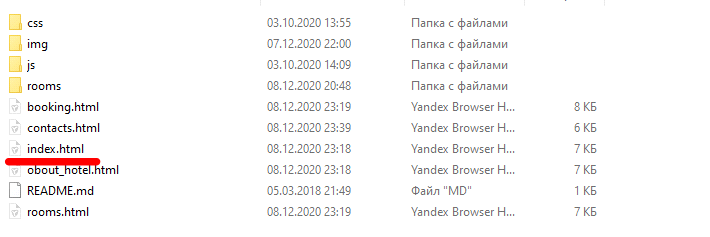 css 03.10.2020 13:55 Папка с файлами
img 07.12.2020 22:00 Папка с файлами
js 03.10.2020 14:09 Папка с файлами
rooms 08.12.2020 20:48 Папка с файлами
booking.html 08.12.2020 23:19 Yandex Browser H... 8 КБ
contacts.html 08.12.2020 23:39 Yandex Browser H... 6 КБ
index.html 08.12.2020 23:18 Yandex Browser H... 7 КБ
obout_hotel.html 08.12.2020 23:18 Yandex Browser H... 7 КБ
README.md 05.03.2018 21:49 Файл "MD" 1 КБ
rooms.html 08.12.2020 23:19 Yandex Browser H... 7 КБ